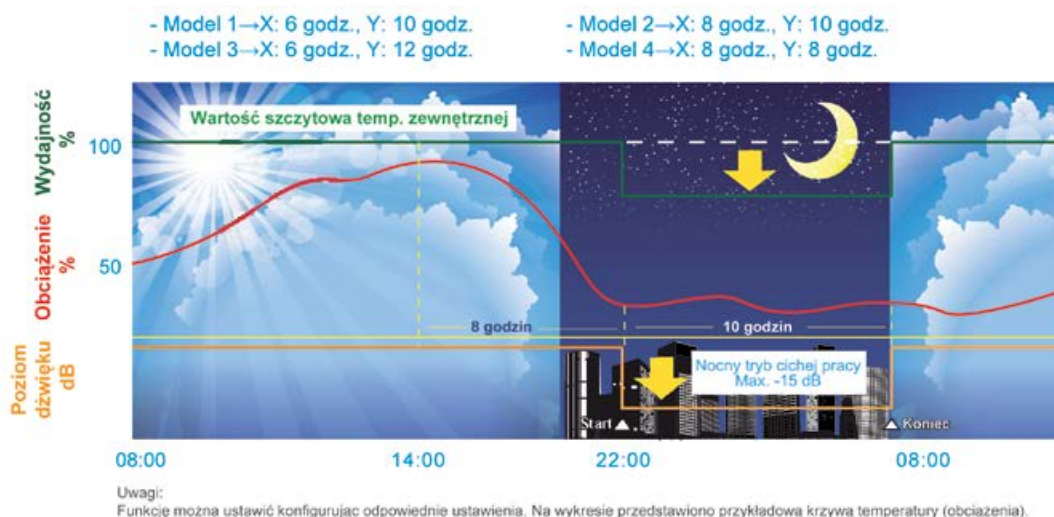 - Model 1→X: 6 godz., Y: 10 godz.
- Model 2→X: 8 godz., Y: 10 godz.
- Model 3→X: 6 godz., Y: 12 godz.
- Model 4→X: 8 godz., Y: 8 godz.
Wydajność
%
Wartość szczytowa temp. zewnętrznej
100
Obciążenie
%
50
8 godzin
10 godzin
Poziom
dźwięku
dB
Nocny tryb cichej pracy
Max. -15 dB
Start
Koniec
08:00
14:00
22:00
08:00
Uwagi:
Funkcję można ustawić konfigurując odpowiednie ustawienia. Na wykresie przedstawiono przykładowa krzywa temperatury (obciążenia).